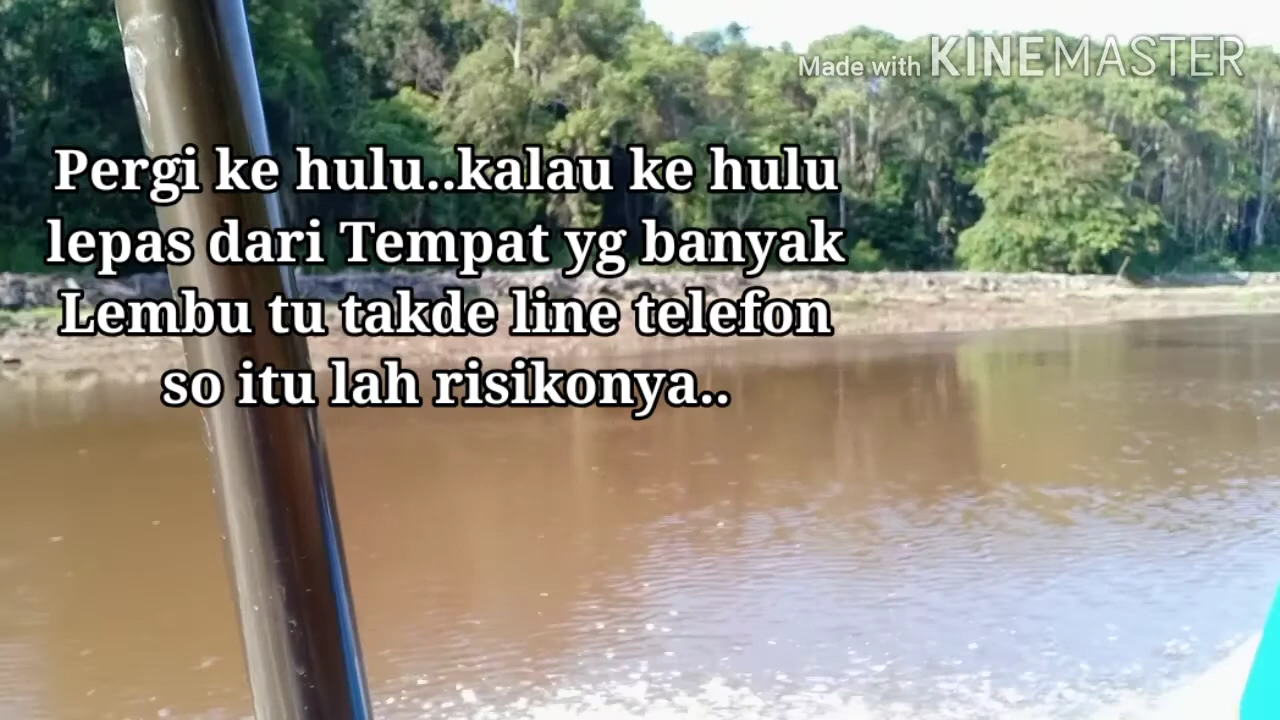 Made with KINEMASTER
Pergi ke hulu..kalau ke hulu
lepas dari Tempat yg banyak
Lembu tu takde line telefon
so itu lah risikonya..